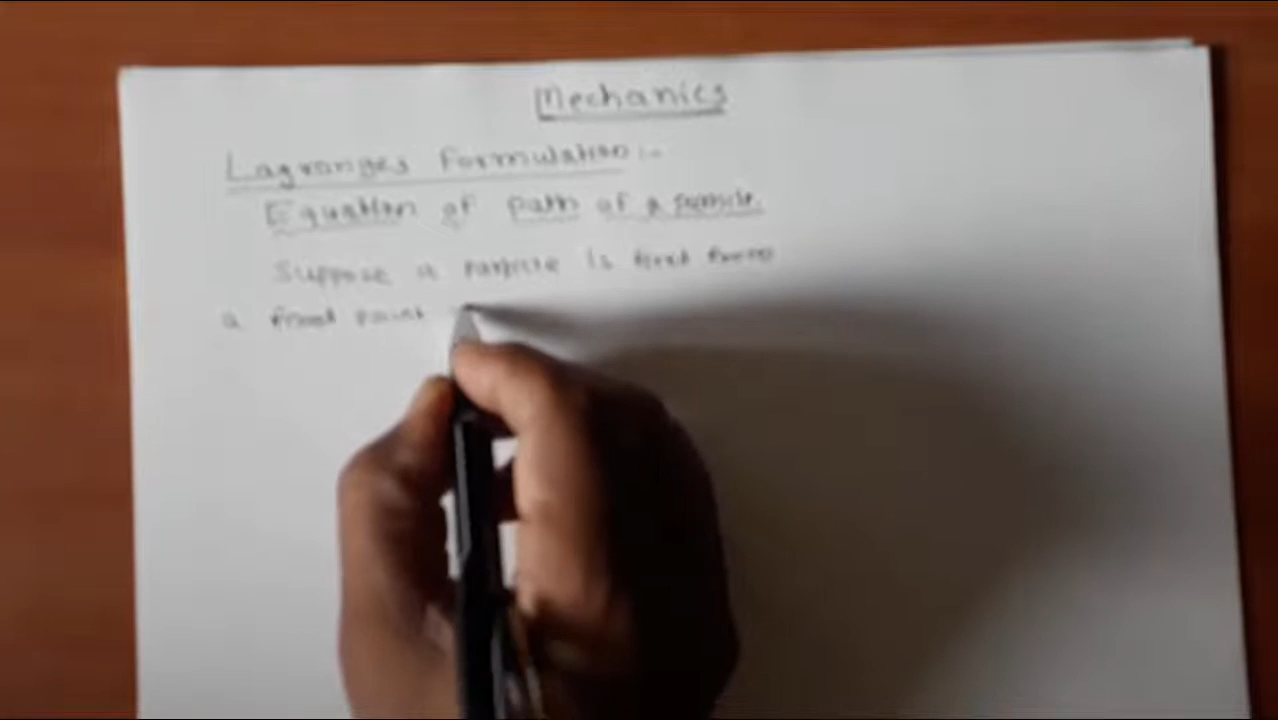 Mechanics
Lagranges Formulation:-
Equation of path of a particle.
Suppose a particle is fired from
a fixed point